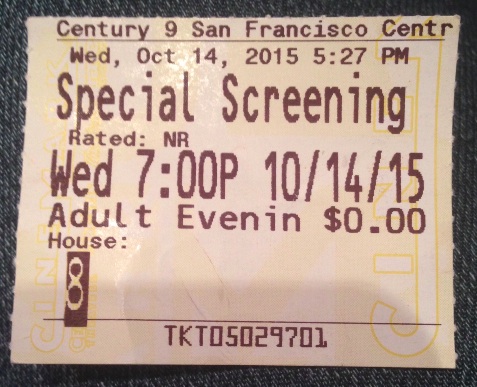 Century 9 San Francisco Centr
Wed, Oct 14, 2015 5:27 PM
Special Screening
Rated: NR
Wed 7:00P 10/14/15
Adult Evenin $0.00
House:
8
TKT05029701